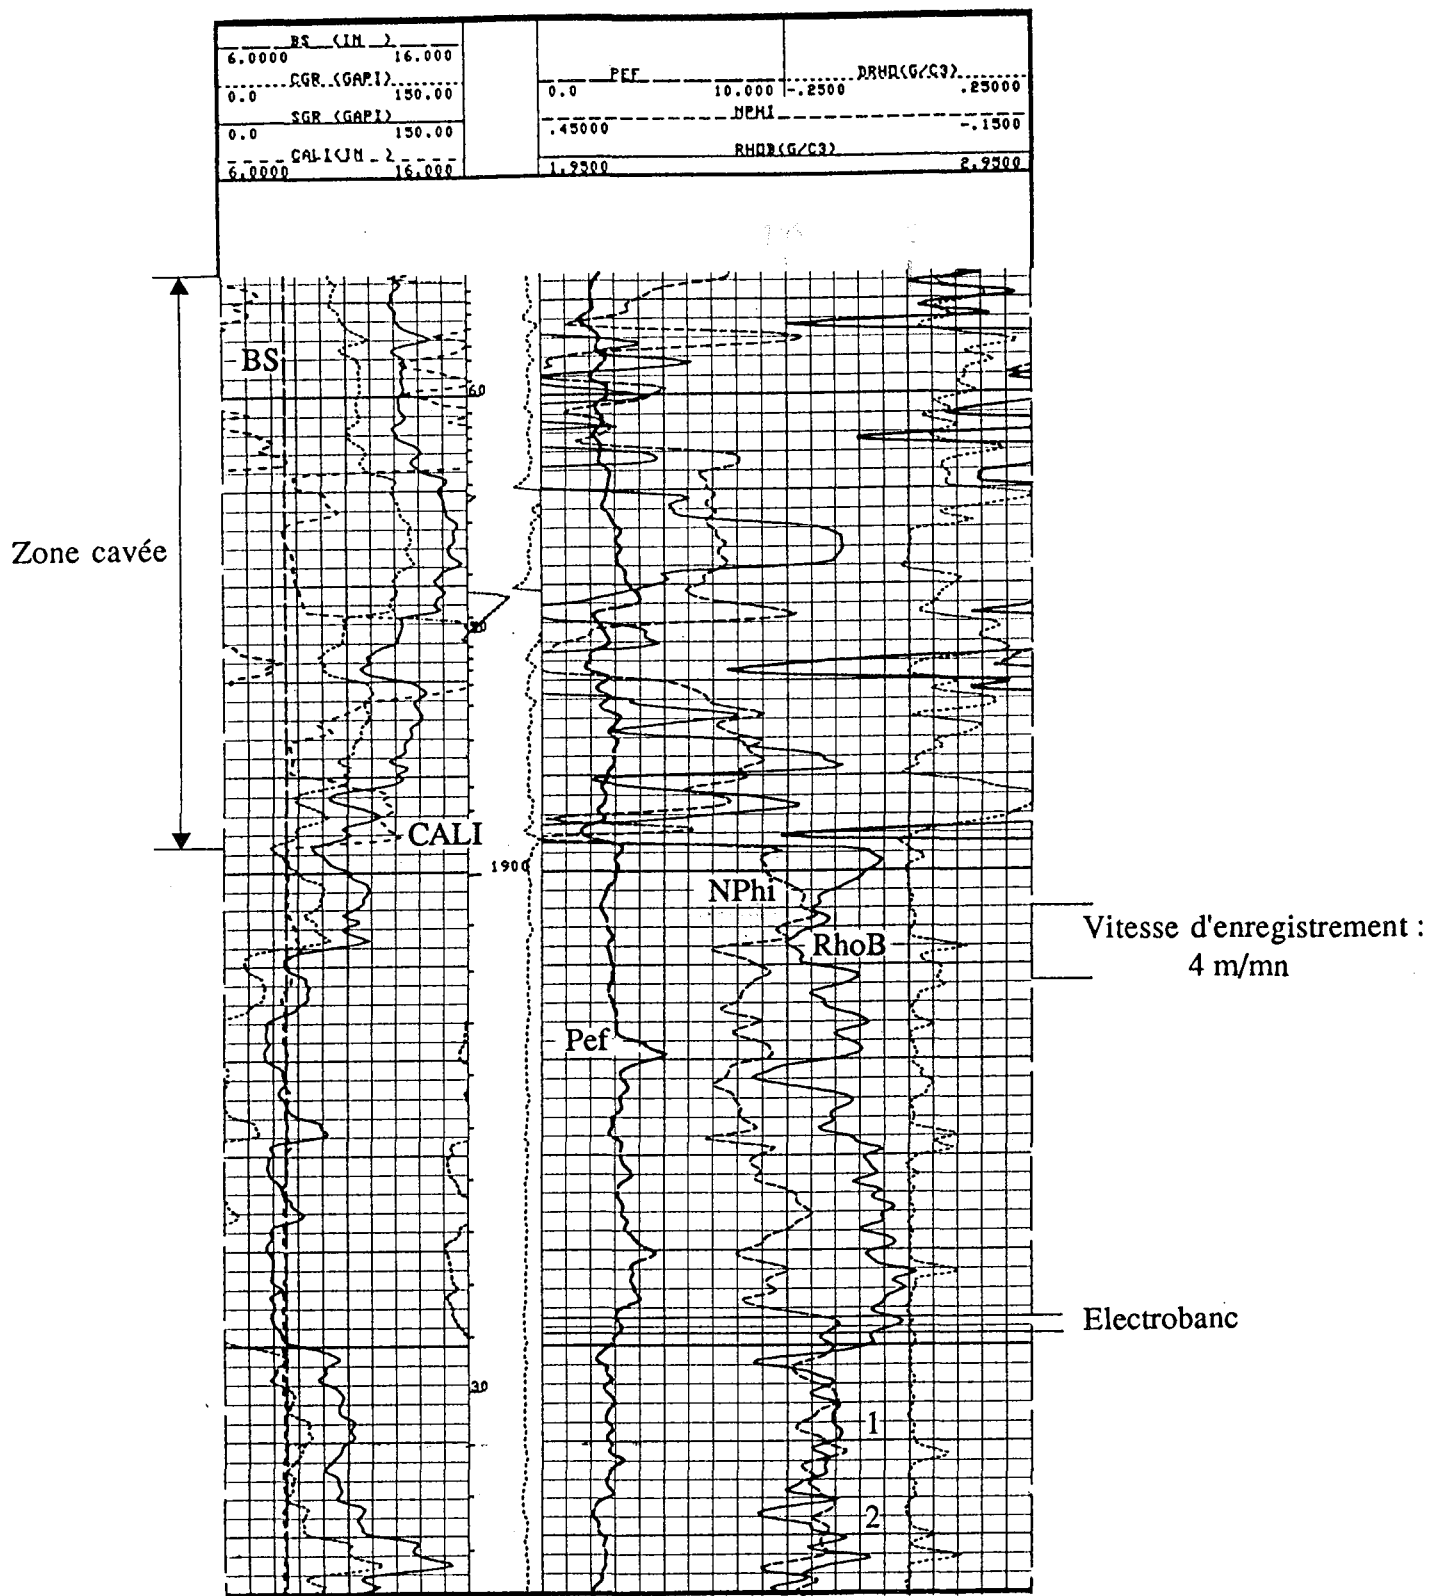 BS (IN )
6.0000 16.000
CGR (GAPI)
0.0 150.00
SGR (GAPI)
0.0 150.00
CALI(IN )
6.0000 16.000
PEF DRHO(G/C3)
0.0 10.000 -.2500 .25000
NPHI
.45000 -.1500
RHOB(G/C3)
1.9500 2.9500
BS
60
Zone cavée
CALI
1900
NPhi
RhoB
Vitesse d'enregistrement :
4 m/mn
Pef
Electrobanc
30
1
2